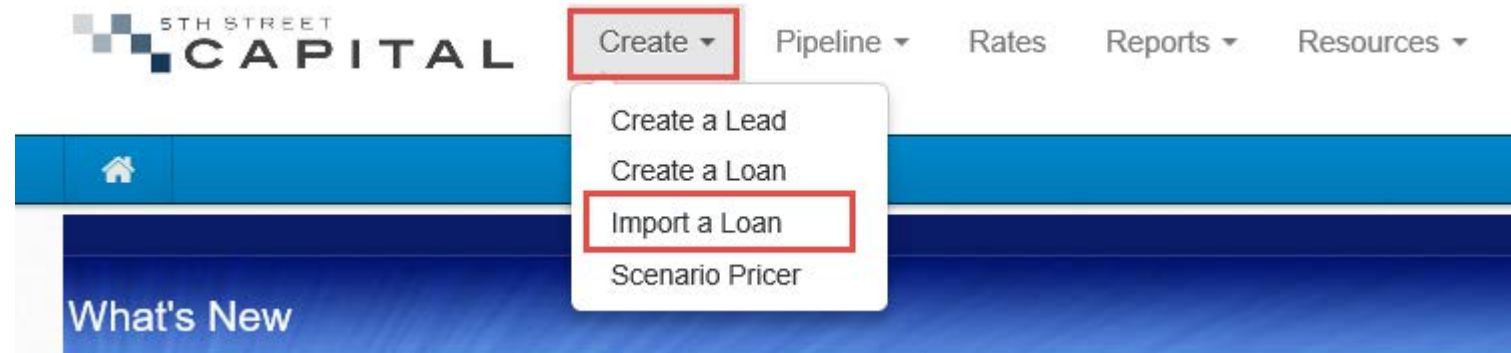 5TH STREET
CAPITAL
Create Pipeline Rates Reports Resources
Create a Lead
Create a Loan
Import a Loan
Scenario Pricer
What's New